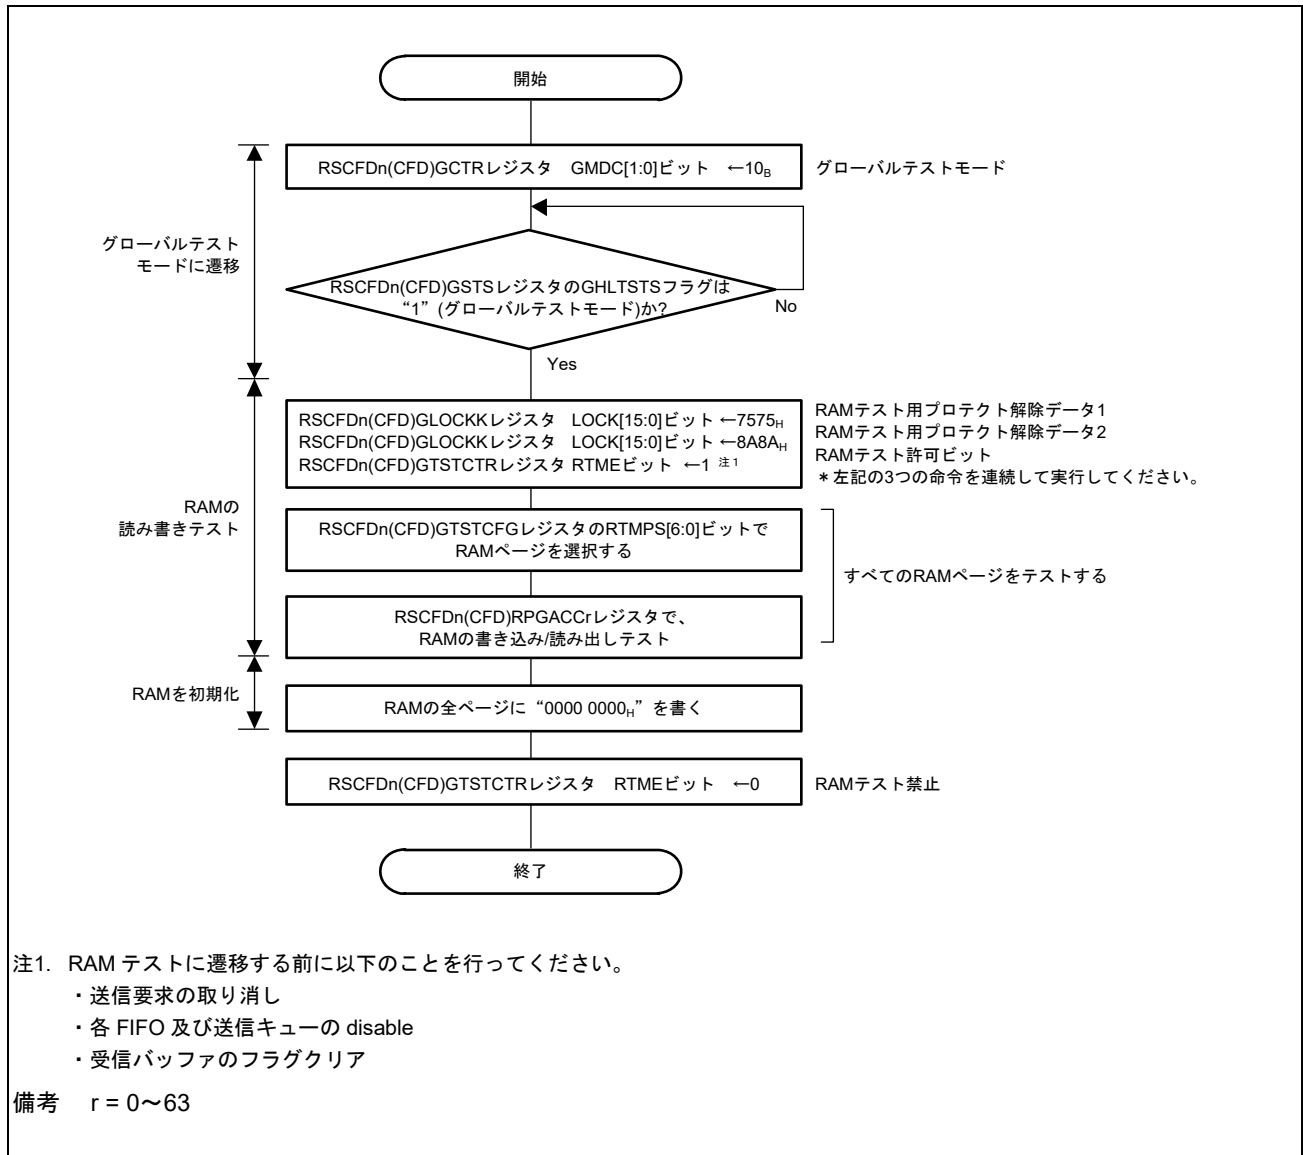 開始
RSCFDn(CFD)GCTRレジスタ GMDC[1:0]ビット ←10B
グローバルテストモード
グローバルテスト
モードに遷移
RSCFDn(CFD)GSTSレジスタのGHLTSTSフラグは
“1”(グローバルテストモード)か?
No
Yes
RSCFDn(CFD)GLOCKKレジスタ LOCK[15:0]ビット ←7575H
RSCFDn(CFD)GLOCKKレジスタ LOCK[15:0]ビット ←8A8AH
RSCFDn(CFD)GTSTCTRレジスタ RTMEビット ←1 注1
RAMテスト用プロテクト解除データ1
RAMテスト用プロテクト解除データ2
RAMテスト許可ビット
＊左記の3つの命令を連続して実行してください。
RAMの
読み書きテスト
RSCFDn(CFD)GTSTCFGレジスタのRTMPS[6:0]ビットで
RAMページを選択する
すべてのRAMページをテストする
RSCFDn(CFD)RPGACCrレジスタで、
RAMの書き込み/読み出しテスト
RAMを初期化
RAMの全ページに“0000 0000H”を書く
RSCFDn(CFD)GTSTCTRレジスタ RTMEビット ←0
RAMテスト禁止
終了
注1. RAM テストに遷移する前に以下のことを行ってください。
・送信要求の取り消し
・各 FIFO 及び送信キューの disable
・受信バッファのフラグクリア
備考 r = 0～63